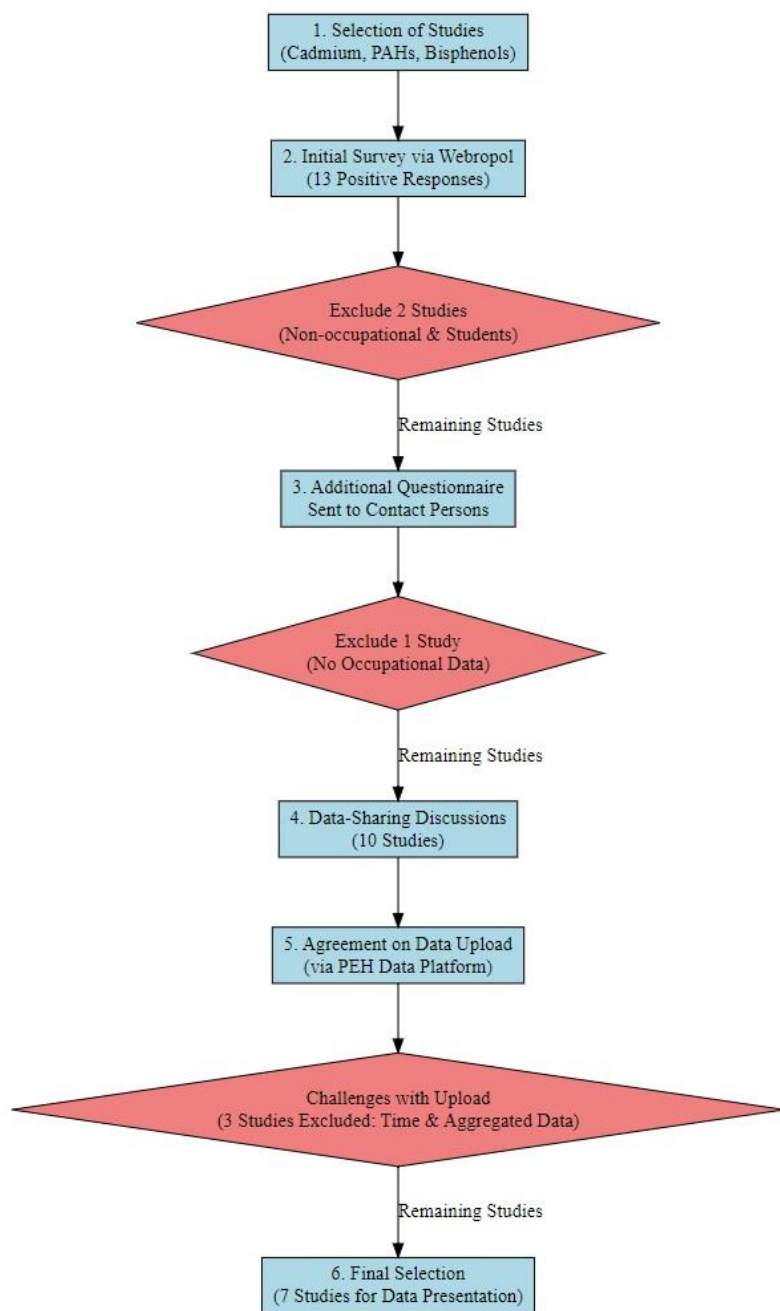 1. Selection of Studies
(Cadmium, PAHs, Bisphenols)
2. Initial Survey via Webropol
(13 Positive Responses)
Exclude 2 Studies
(Non-occupational & Students)
Remaining Studies
3. Additional Questionnaire
Sent to Contact Persons
Exclude 1 Study
(No Occupational Data)
Remaining Studies
4. Data-Sharing Discussions
(10 Studies)
5. Agreement on Data Upload
(via PEH Data Platform)
Challenges with Upload
(3 Studies Excluded: Time & Aggregated Data)
Remaining Studies
6. Final Selection
(7 Studies for Data Presentation)